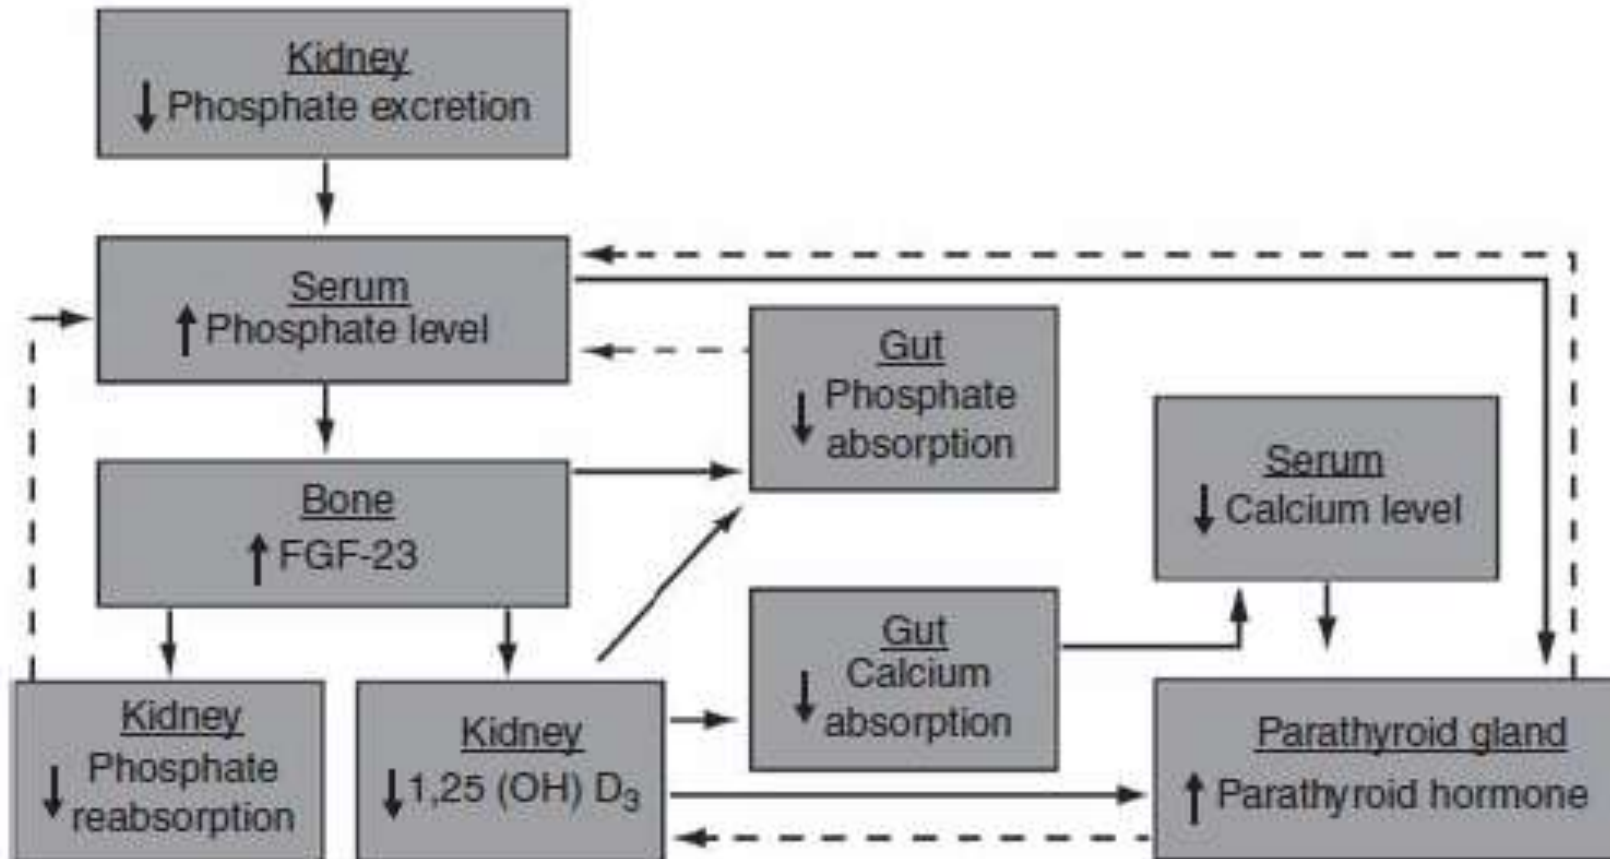 Kidney
↓ Phosphate excretion
Serum
↑ Phosphate level
Gut
↓ Phosphate
absorption
Serum
↓ Calcium level
Bone
↑ FGF-23
Gut
↓ Calcium
absorption
Kidney
↓ Phosphate
reabsorption
Kidney
↓ 1,25 (OH) D₃
Parathyroid gland
↑ Parathyroid hormone